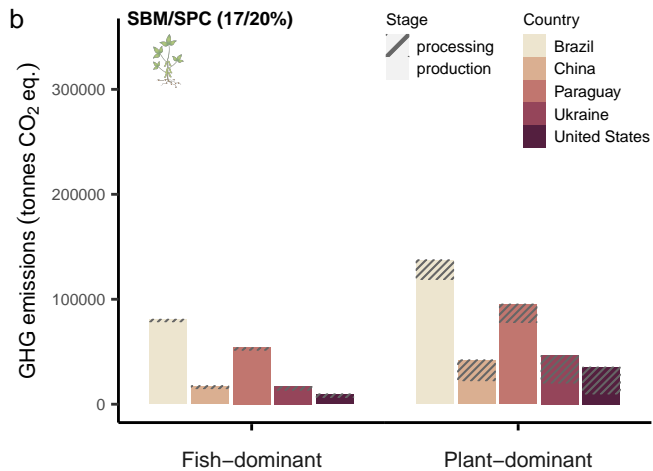 b
SBM/SPC (17/20%)
Stage
processing
production
Country
Brazil
China
Paraguay
Ukraine
United States
GHG emissions (tonnes CO₂ eq.)
300000
200000
100000
0
Fish−dominant
Plant−dominant